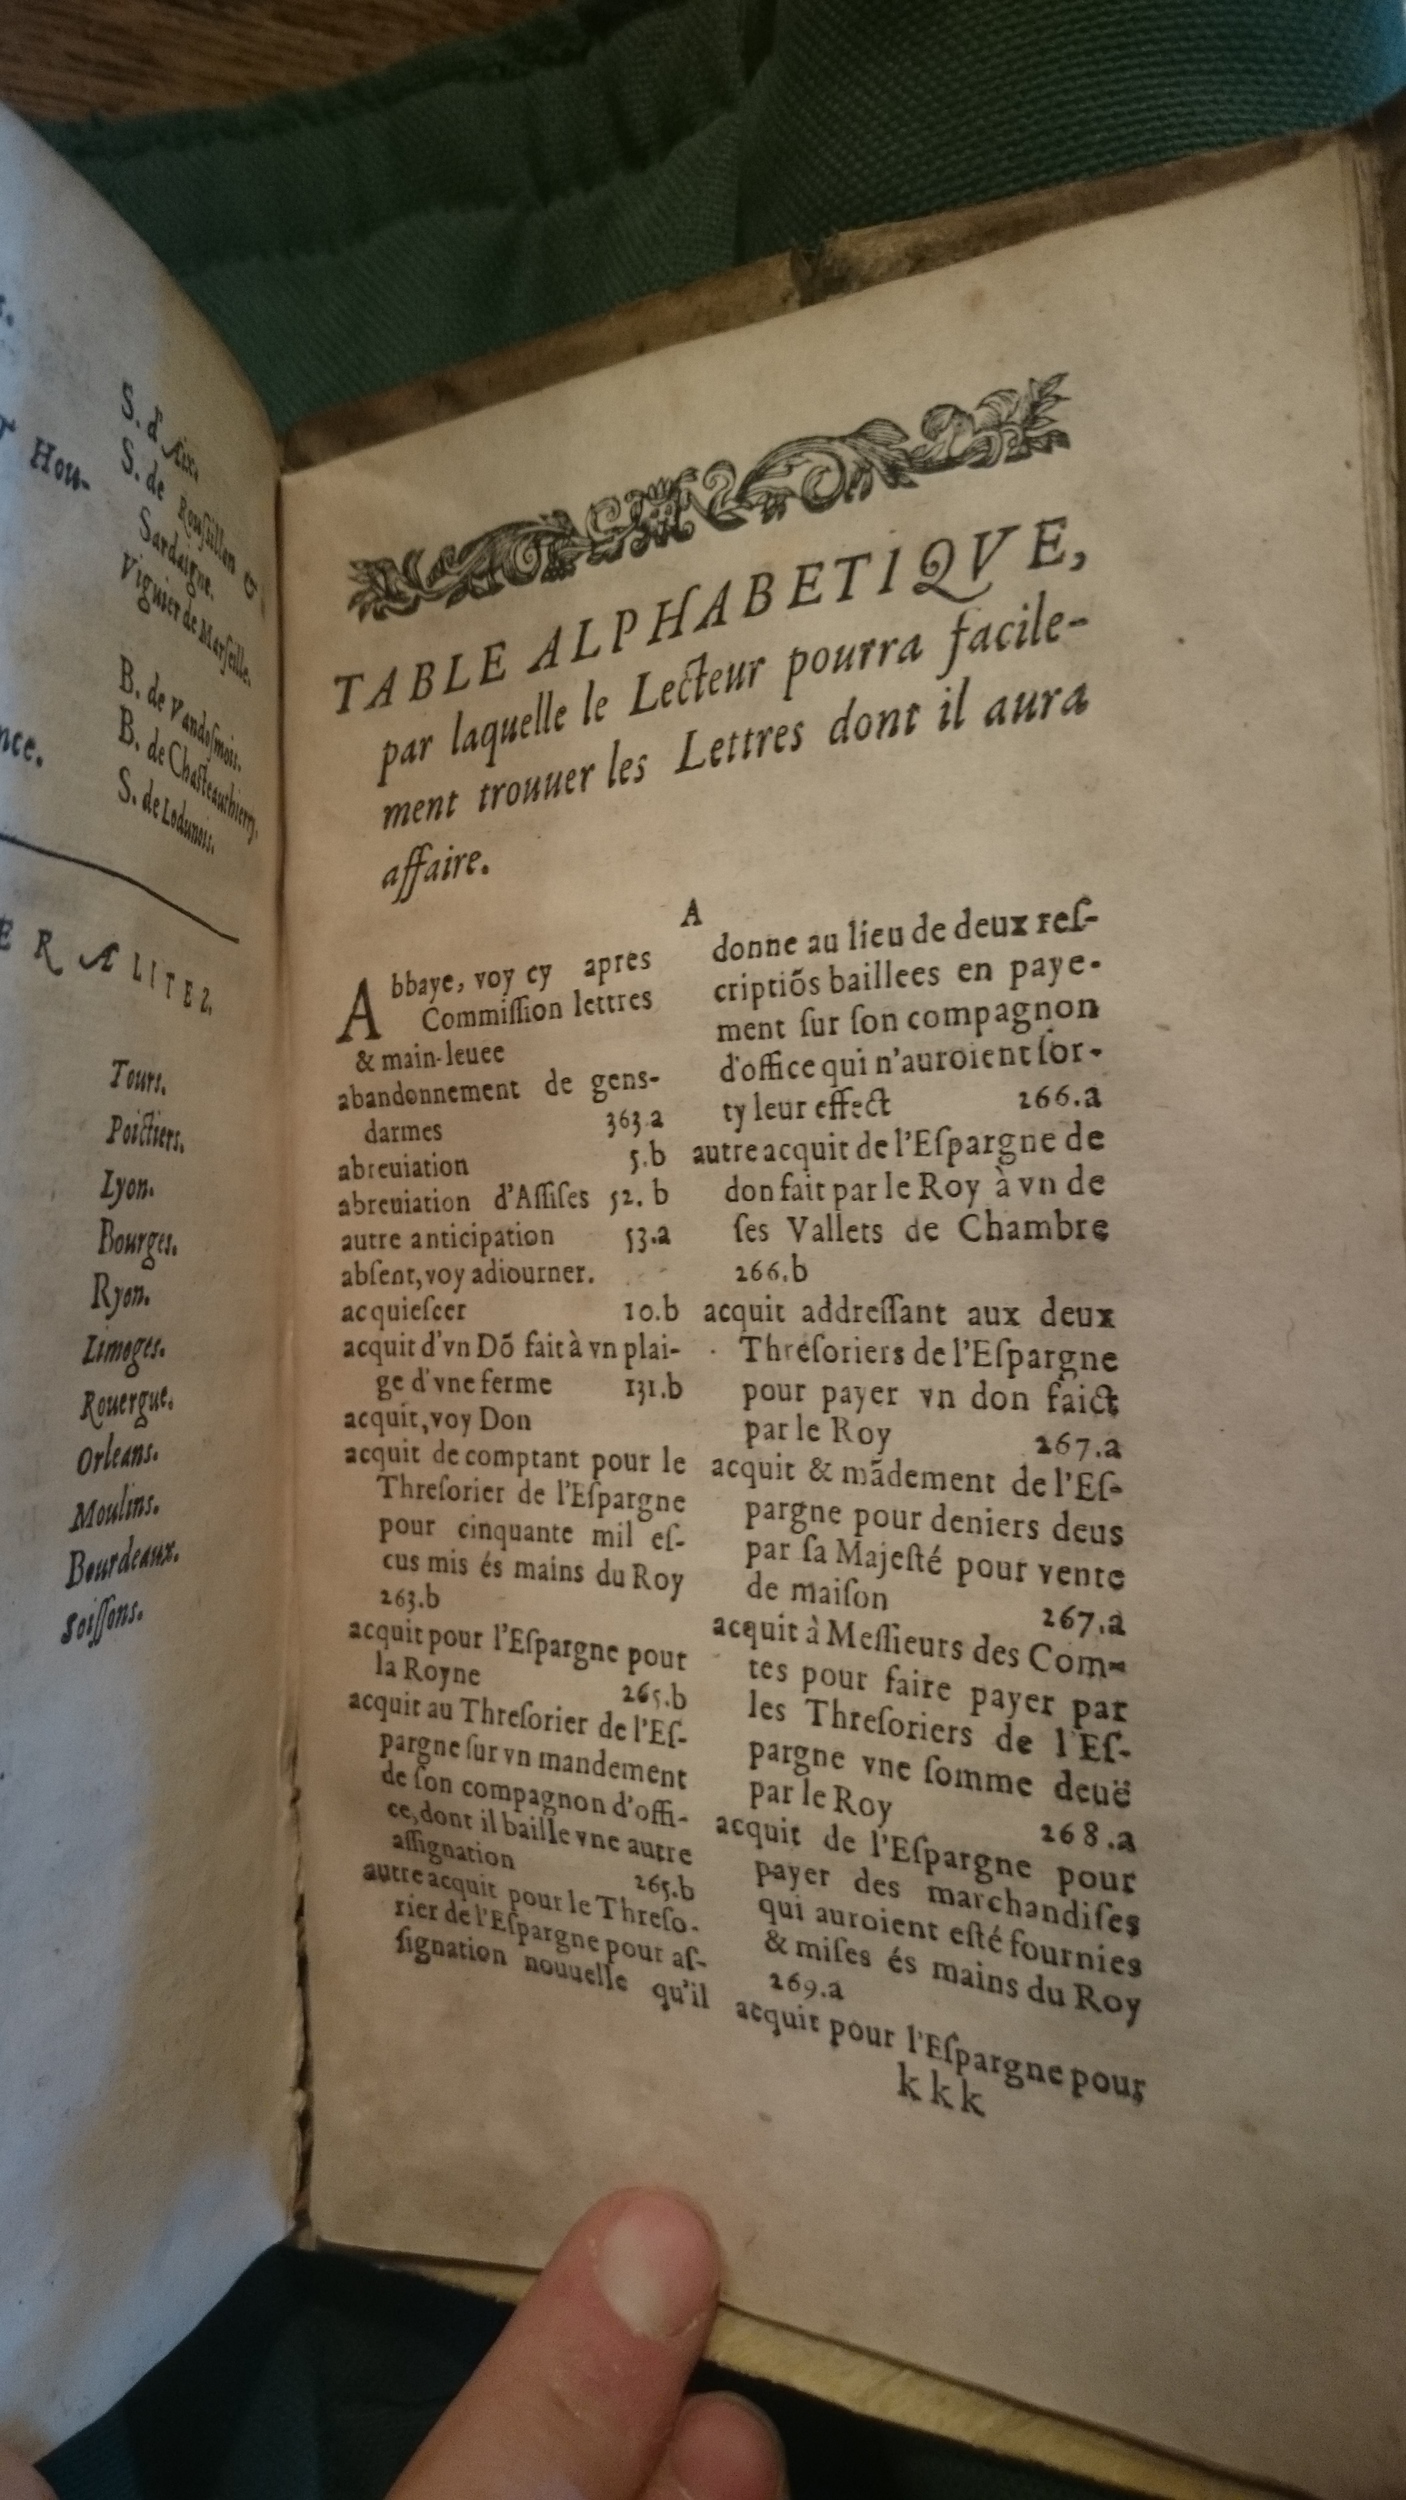 S. d'Aix.
S. de Rouſsillon &
Sardaigne.
Viguier de Marſeille.
Hou-
B. de Vandoſmois.
B. de Chaſteauthierry.
S. de Lodunois.
nce.
ERALITEZ.
Tours.
Poictiers.
Lyon.
Bourges.
Ryon.
Limoges.
Rouergue.
Orleans.
Moulins.
Bourdeaux.
Soiſſons.
TABLE ALPHABETIQVE,
par laquelle le Lecteur pourra facile-
ment trouuer les Lettres dont il aura
affaire.
A
Abbaye, voy cy apres
Commiſſion lettres
& main-leuee
abandonnement de gens-
darmes 363.a
abreuiation 5.b
abreuiation d'Aſſiſes 52. b
autre anticipation 53.a
abſent, voy adiourner.
acquieſcer 10.b
acquit d'vn Dõ fait à vn plai-
ge d'vne ferme 131.b
acquit, voy Don
acquit de comptant pour le
Threſorier de l'Eſpargne
pour cinquante mil eſ-
cus mis és mains du Roy
263.b
acquit pour l'Eſpargne pour
la Royne 265.b
acquit au Threſorier de l'Eſ-
pargne ſur vn mandement
de ſon compagnon d'offi-
ce, dont il baille vne autre
aſſignation 265.b
autre acquit pour le Threſo-
rier de l'Eſpargne pour aſ-
ſignation nouuelle qu'il
donne au lieu de deux reſ-
criptiõs baillees en paye-
ment ſur ſon compagnon
d'office qui n'auroient ſor-
ty leur effect 266.a
autre acquit de l'Eſpargne de
don fait par le Roy à vn de
ſes Vallets de Chambre
266.b
acquit addreſſant aux deux
Threſoriers de l'Eſpargne
pour payer vn don faict
par le Roy 267.a
acquit & mãdement de l'Eſ-
pargne pour deniers deus
par ſa Majeſté pour vente
de maiſon 267.a
acquit à Meſſieurs des Com-
tes pour faire payer par
les Threſoriers de l'Eſ-
pargne vne ſomme deuë
par le Roy 268.a
acquit de l'Eſpargne pour
payer des marchandiſes
qui auroient eſté fournies
& miſes és mains du Roy
269.a
acquit pour l'Eſpargne pour
kkk